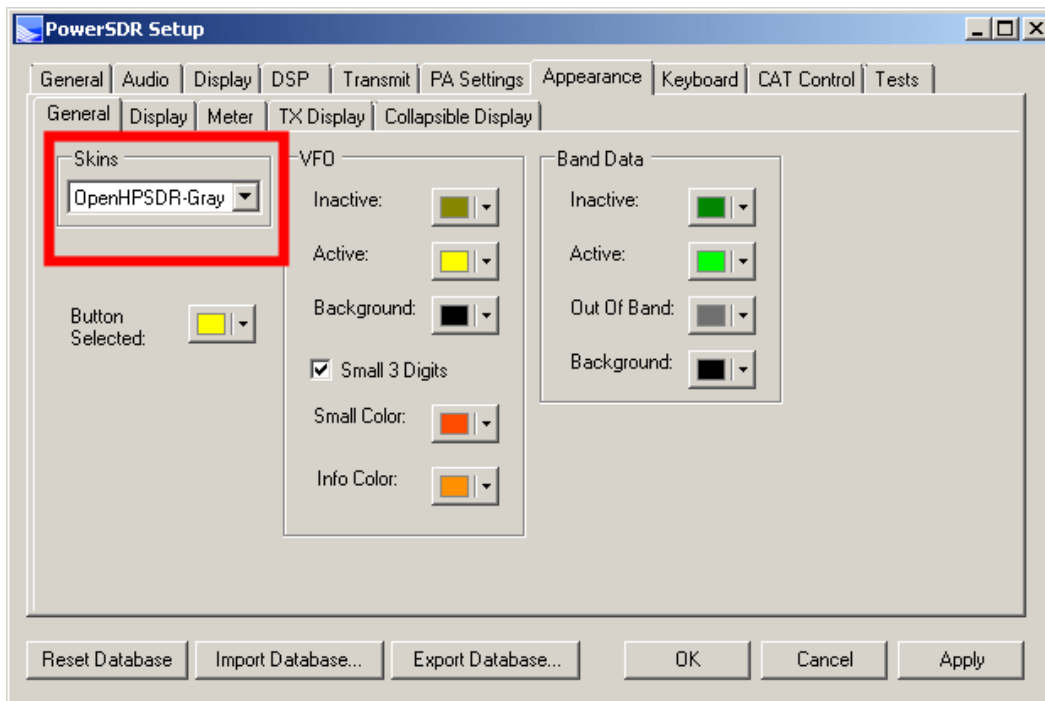 PowerSDR Setup
General Audio Display DSP Transmit PA Settings Appearance Keyboard CAT Control Tests
General Display Meter TX Display Collapsible Display
Skins
OpenHPSDR-Gray
Button
Selected:
VFO
Inactive:
Active:
Background:
Small 3 Digits
Small Color:
Info Color:
Band Data
Inactive:
Active:
Out Of Band:
Background:
Reset Database Import Database... Export Database... OK Cancel Apply